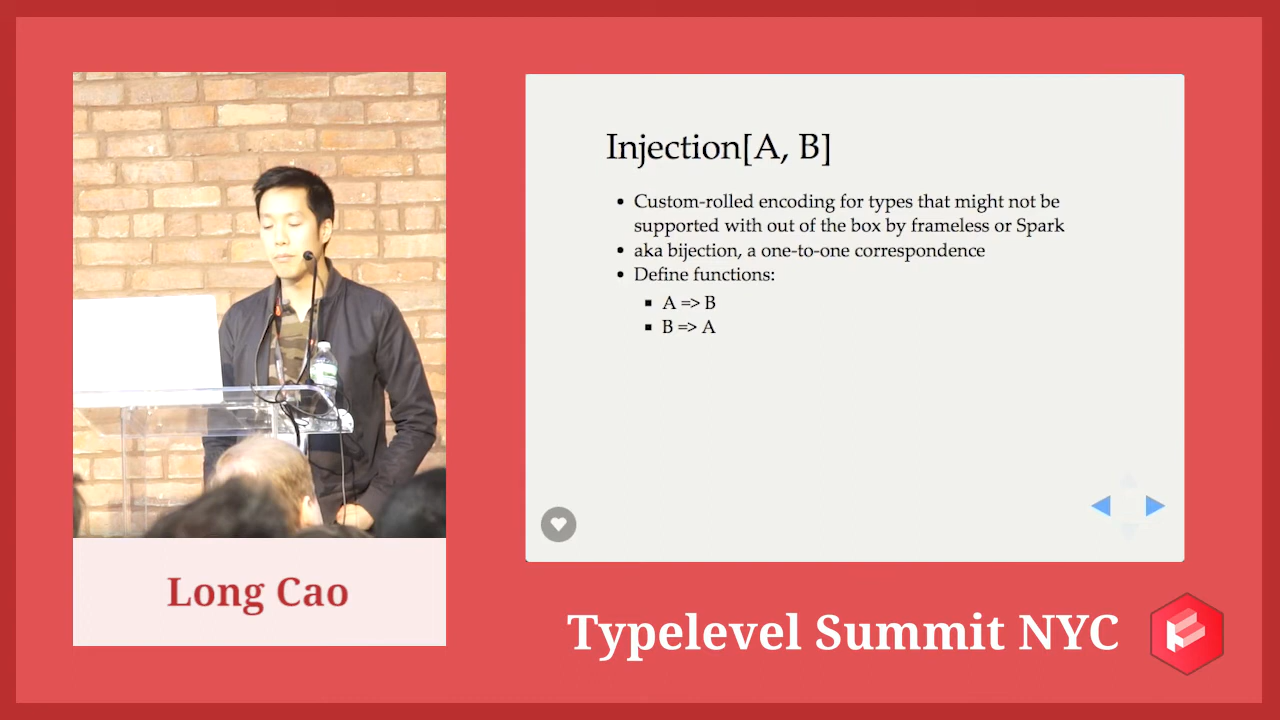 Injection[A, B]
Custom-rolled encoding for types that might not be
supported with out of the box by frameless or Spark
aka bijection, a one-to-one correspondence
Define functions:
A => B
B => A
Long Cao
Typelevel Summit NYC